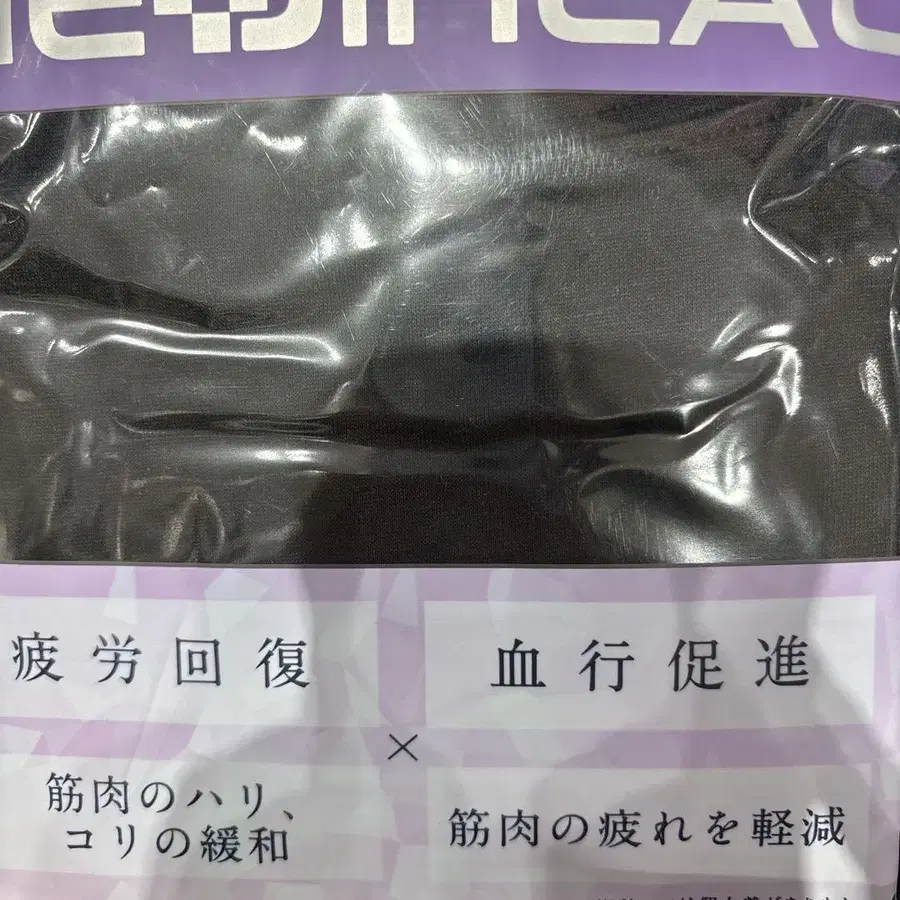 疲労回復
血行促進
×
筋肉のハリ、
コリの緩和
筋肉の疲れを軽減